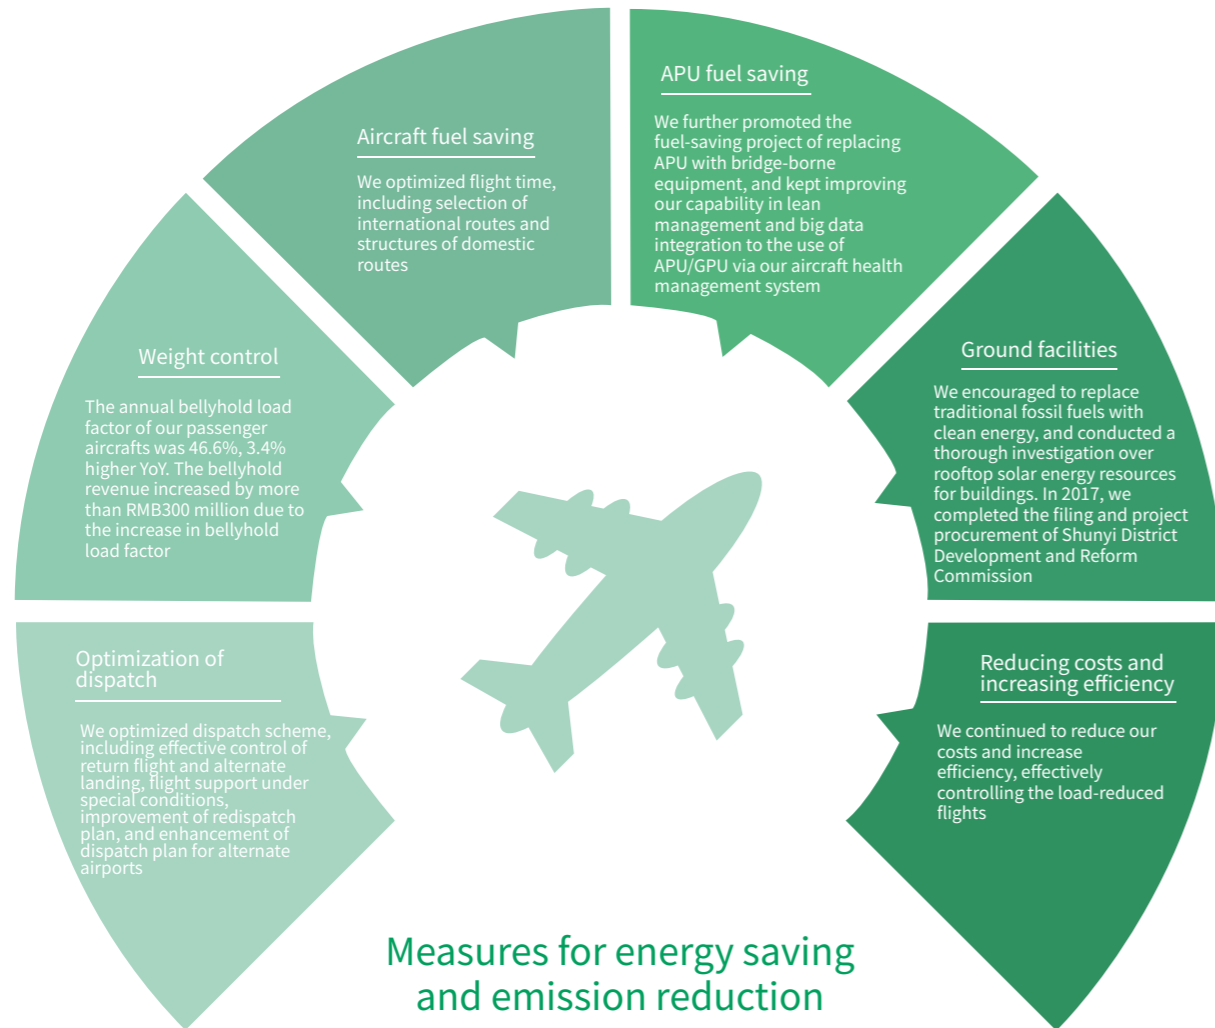 APU fuel saving
We further promoted the
fuel-saving project of replacing
APU with bridge-borne
equipment, and kept improving
our capability in lean
management and big data
integration to the use of
APU/GPU via our aircraft health
management system
Aircraft fuel saving
We optimized flight time,
including selection of
international routes and
structures of domestic
routes
Weight control
The annual bellyhold load
factor of our passenger
aircrafts was 46.6%, 3.4%
higher YoY. The bellyhold
revenue increased by more
than RMB300 million due to
the increase in bellyhold
load factor
Ground facilities
We encouraged to replace
traditional fossil fuels with
clean energy, and conducted a
thorough investigation over
rooftop solar energy resources
for buildings. In 2017, we
completed the filing and project
procurement of Shunyi District
Development and Reform
Commission
Optimization of
dispatch
We optimized dispatch scheme,
including effective control of
return flight and alternate
landing, flight support under
special conditions,
improvement of redispatch
plan, and enhancement of
dispatch plan for alternate
airports
Reducing costs and
increasing efficiency
We continued to reduce our
costs and increase
efficiency, effectively
controlling the load-reduced
flights
Measures for energy saving
and emission reduction